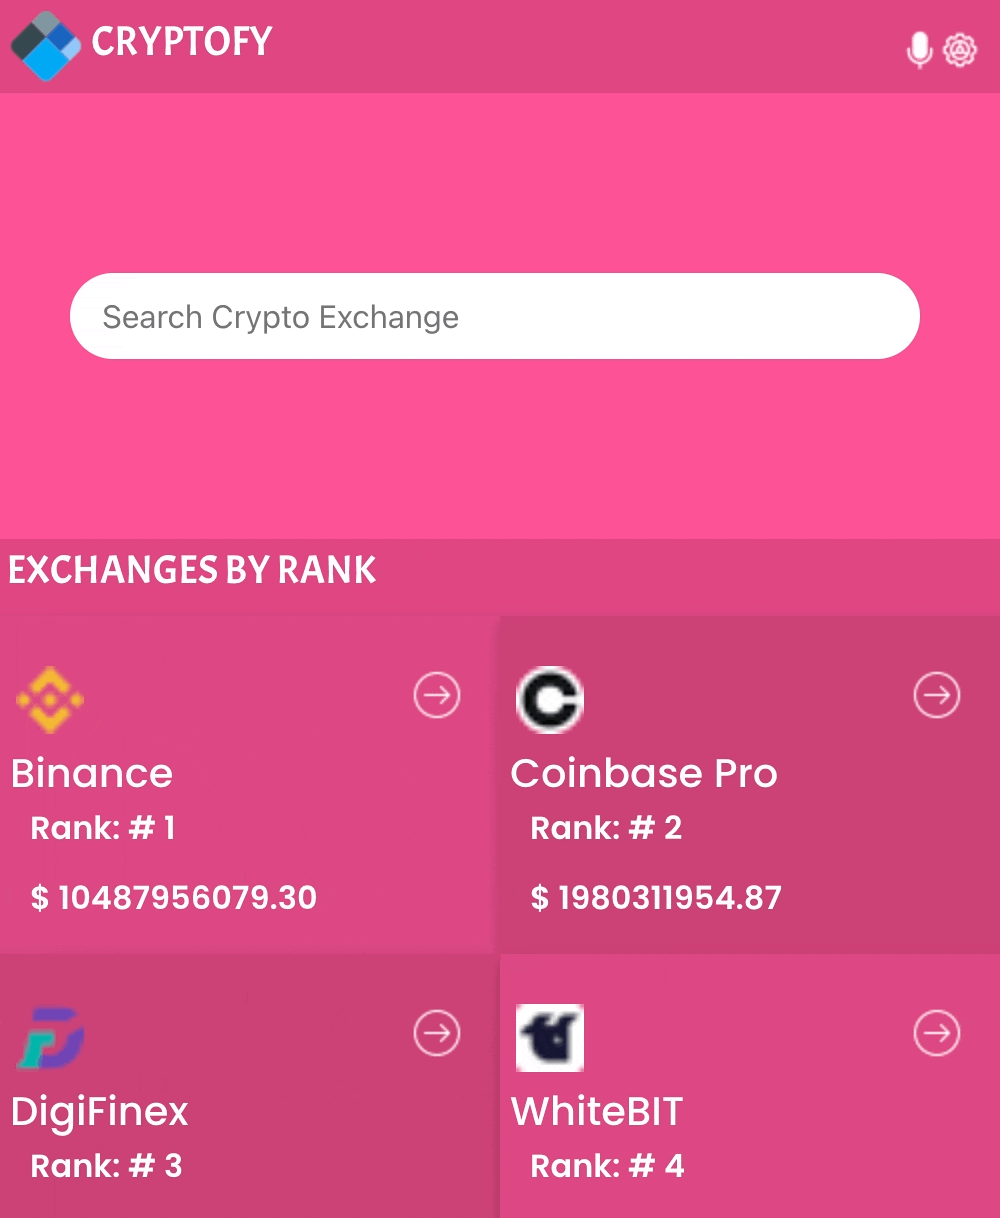 CRYPTOFY
Search Crypto Exchange
EXCHANGES BY RANK
Binance
Rank: # 1
$ 10487956079.30
Coinbase Pro
Rank: # 2
$ 1980311954.87
DigiFinex
Rank: # 3
WhiteBIT
Rank: # 4